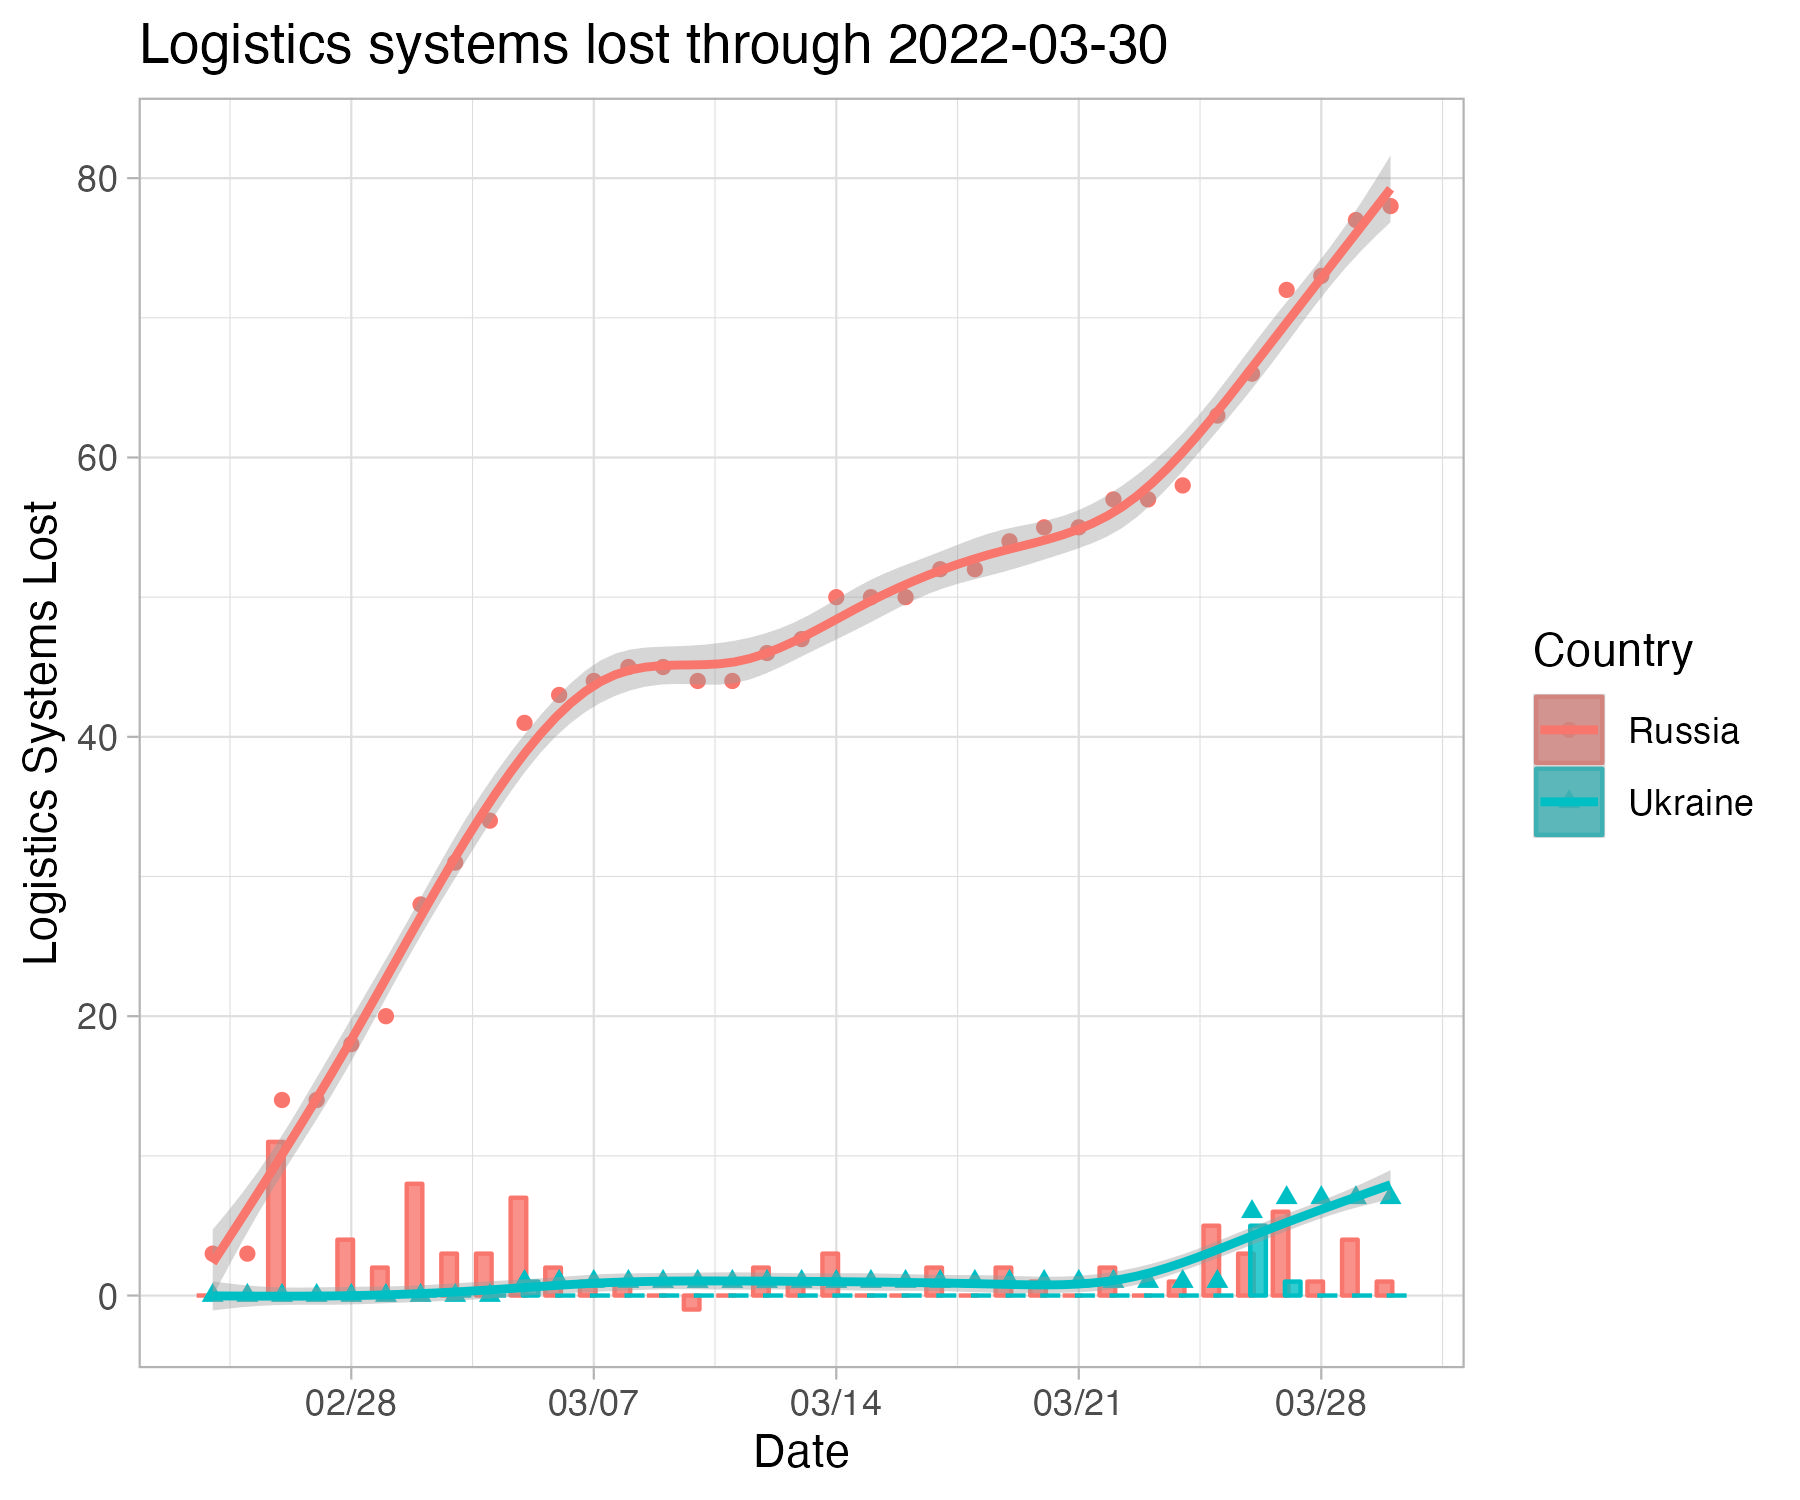 Logistics systems lost through 2022-03-30
Logistics Systems Lost
80
60
40
20
0
02/28 03/07 03/14 03/21 03/28
Date
Country
Russia
Ukraine